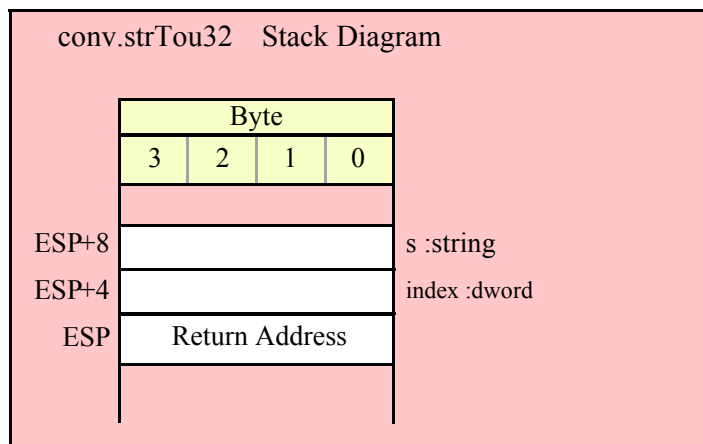 conv.strTou32 Stack Diagram
Byte
3 2 1 0
ESP+8 s :string
ESP+4 index :dword
ESP Return Address